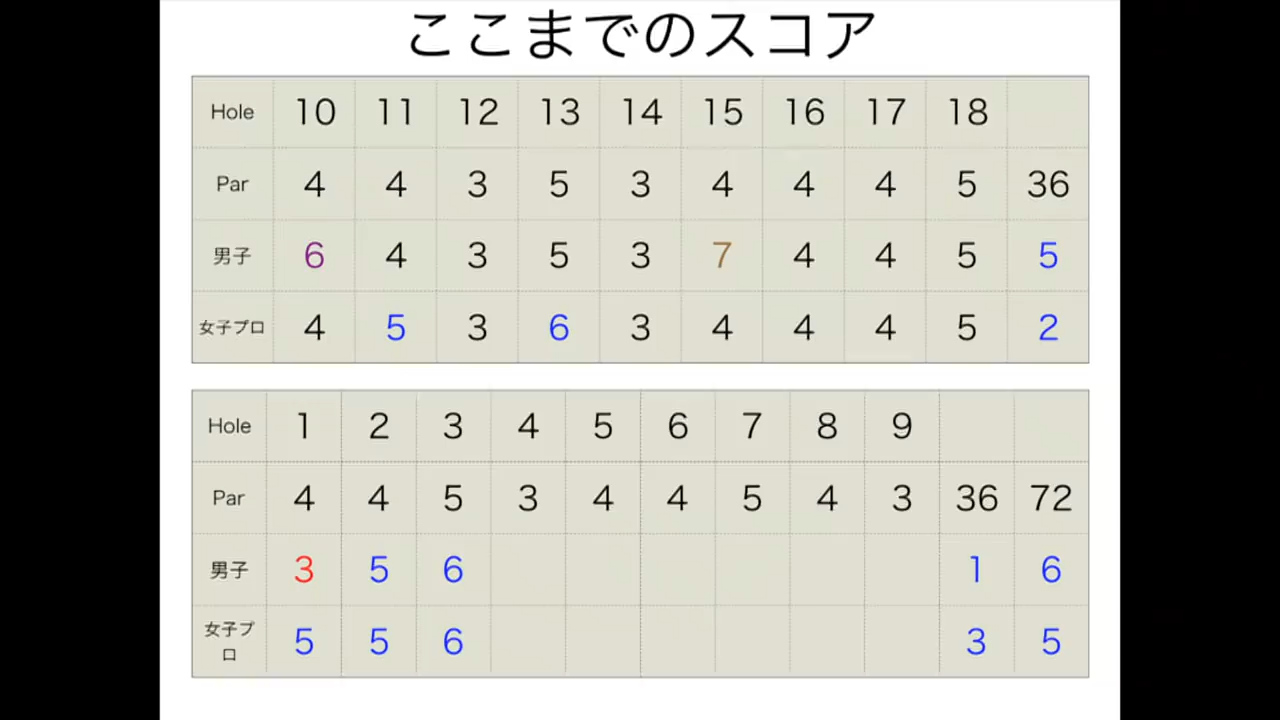 ここまでのスコア
Hole 10 11 12 13 14 15 16 17 18
Par 4 4 3 5 3 4 4 4 5 36
男子 6 4 3 5 3 7 4 4 5 5
女子プロ 4 5 3 6 3 4 4 4 5 2
Hole 1 2 3 4 5 6 7 8 9
Par 4 4 5 3 4 4 5 4 3 36 72
男子 3 5 6 1 6
女子プロ 5 5 6 3 5